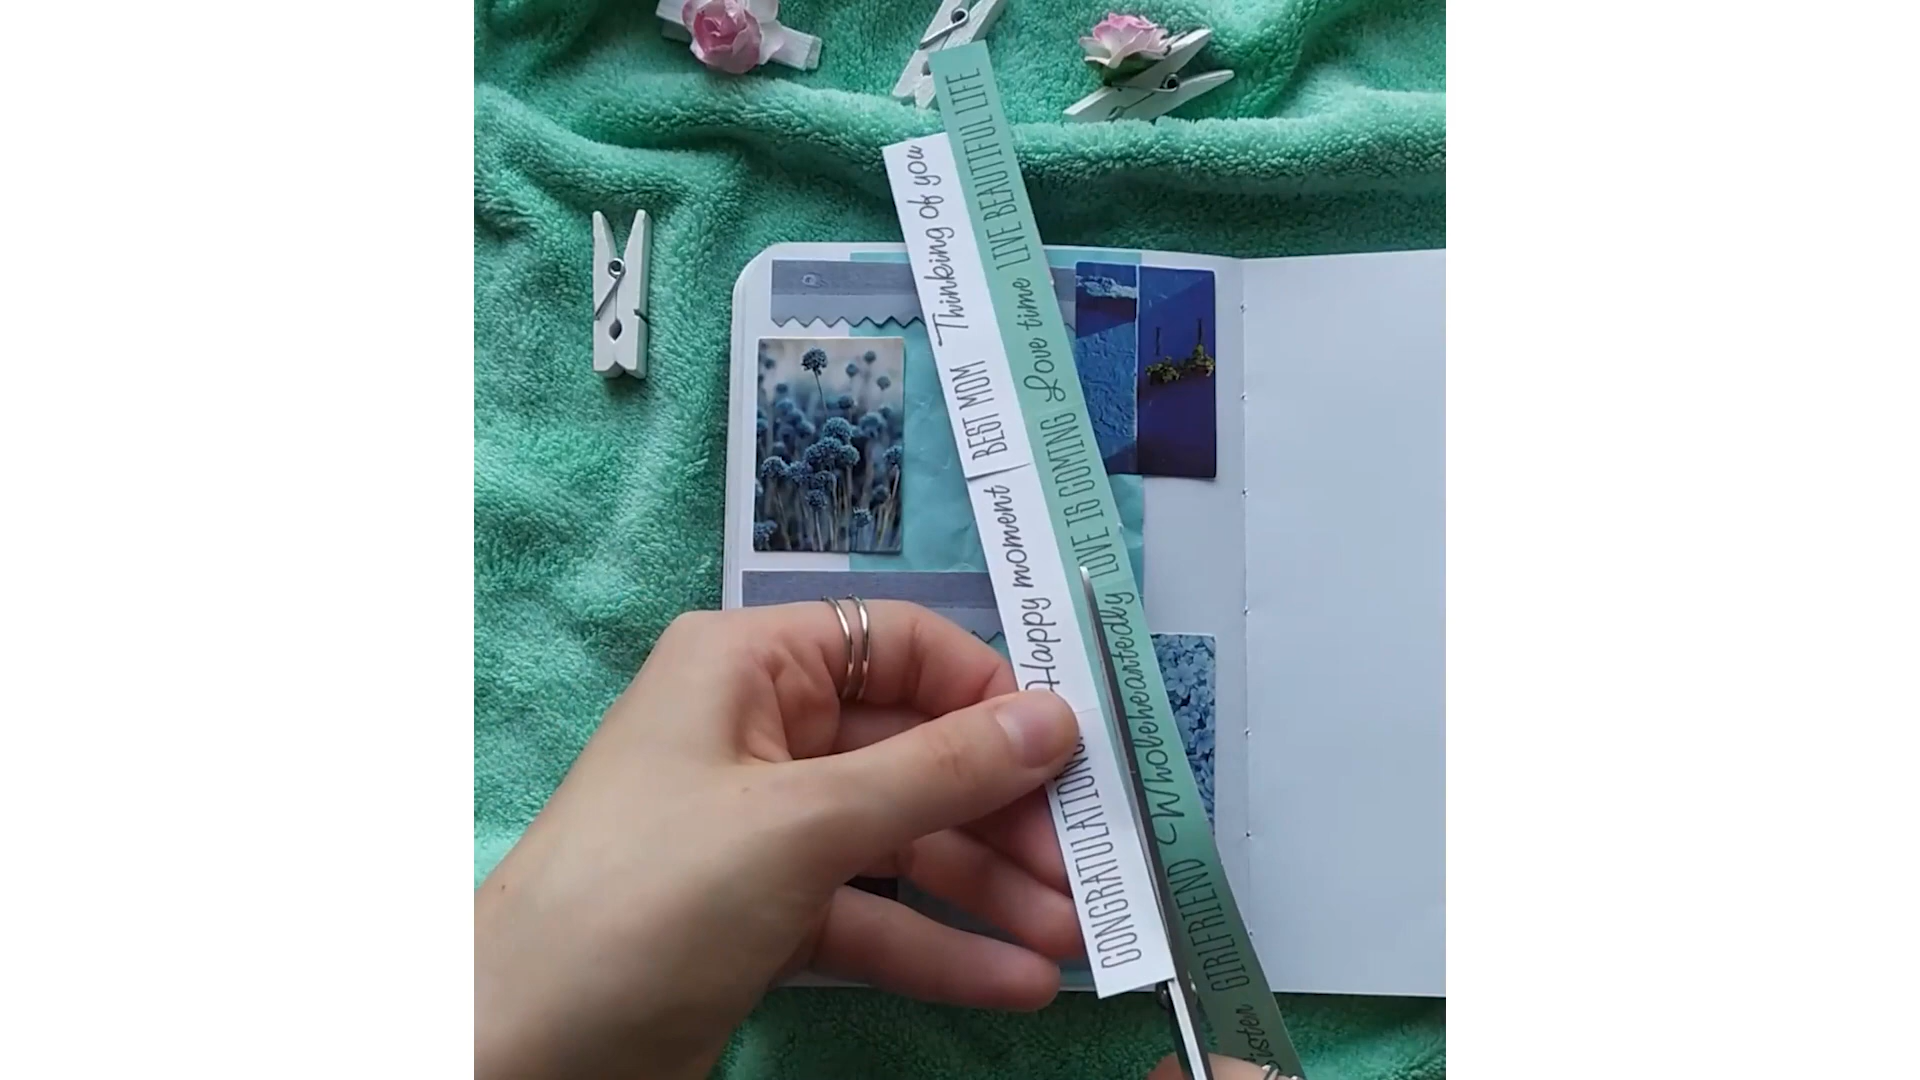 CONGRATULATIONS Happy moment BEST MOM Thinking of you
Sister GIRLFRIEND Wholeheartedly LOVE IS COMING Love time LIVE BEAUTIFUL LIFE